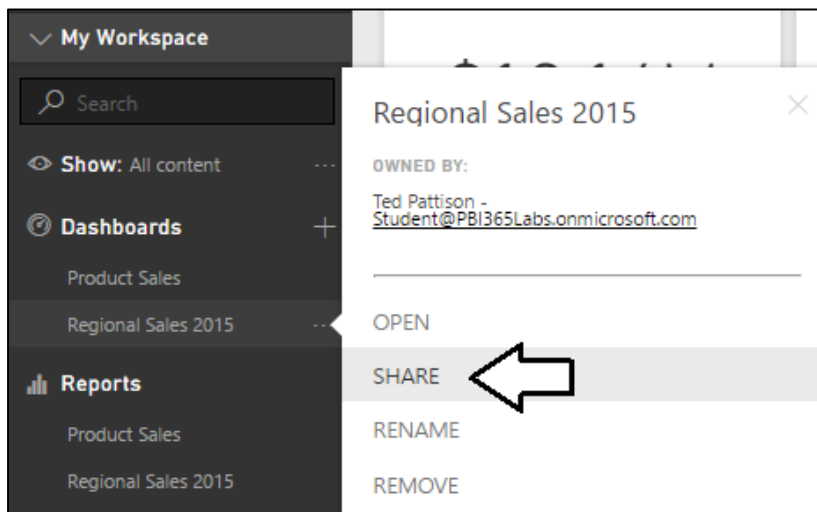 My Workspace
Search
Show: All content ...
Dashboards
Product Sales
Regional Sales 2015
Reports
Product Sales
Regional Sales 2015
Regional Sales 2015
OWNED BY:
Ted Pattison -
Student@PBI365Labs.onmicrosoft.com
OPEN
SHARE
RENAME
REMOVE